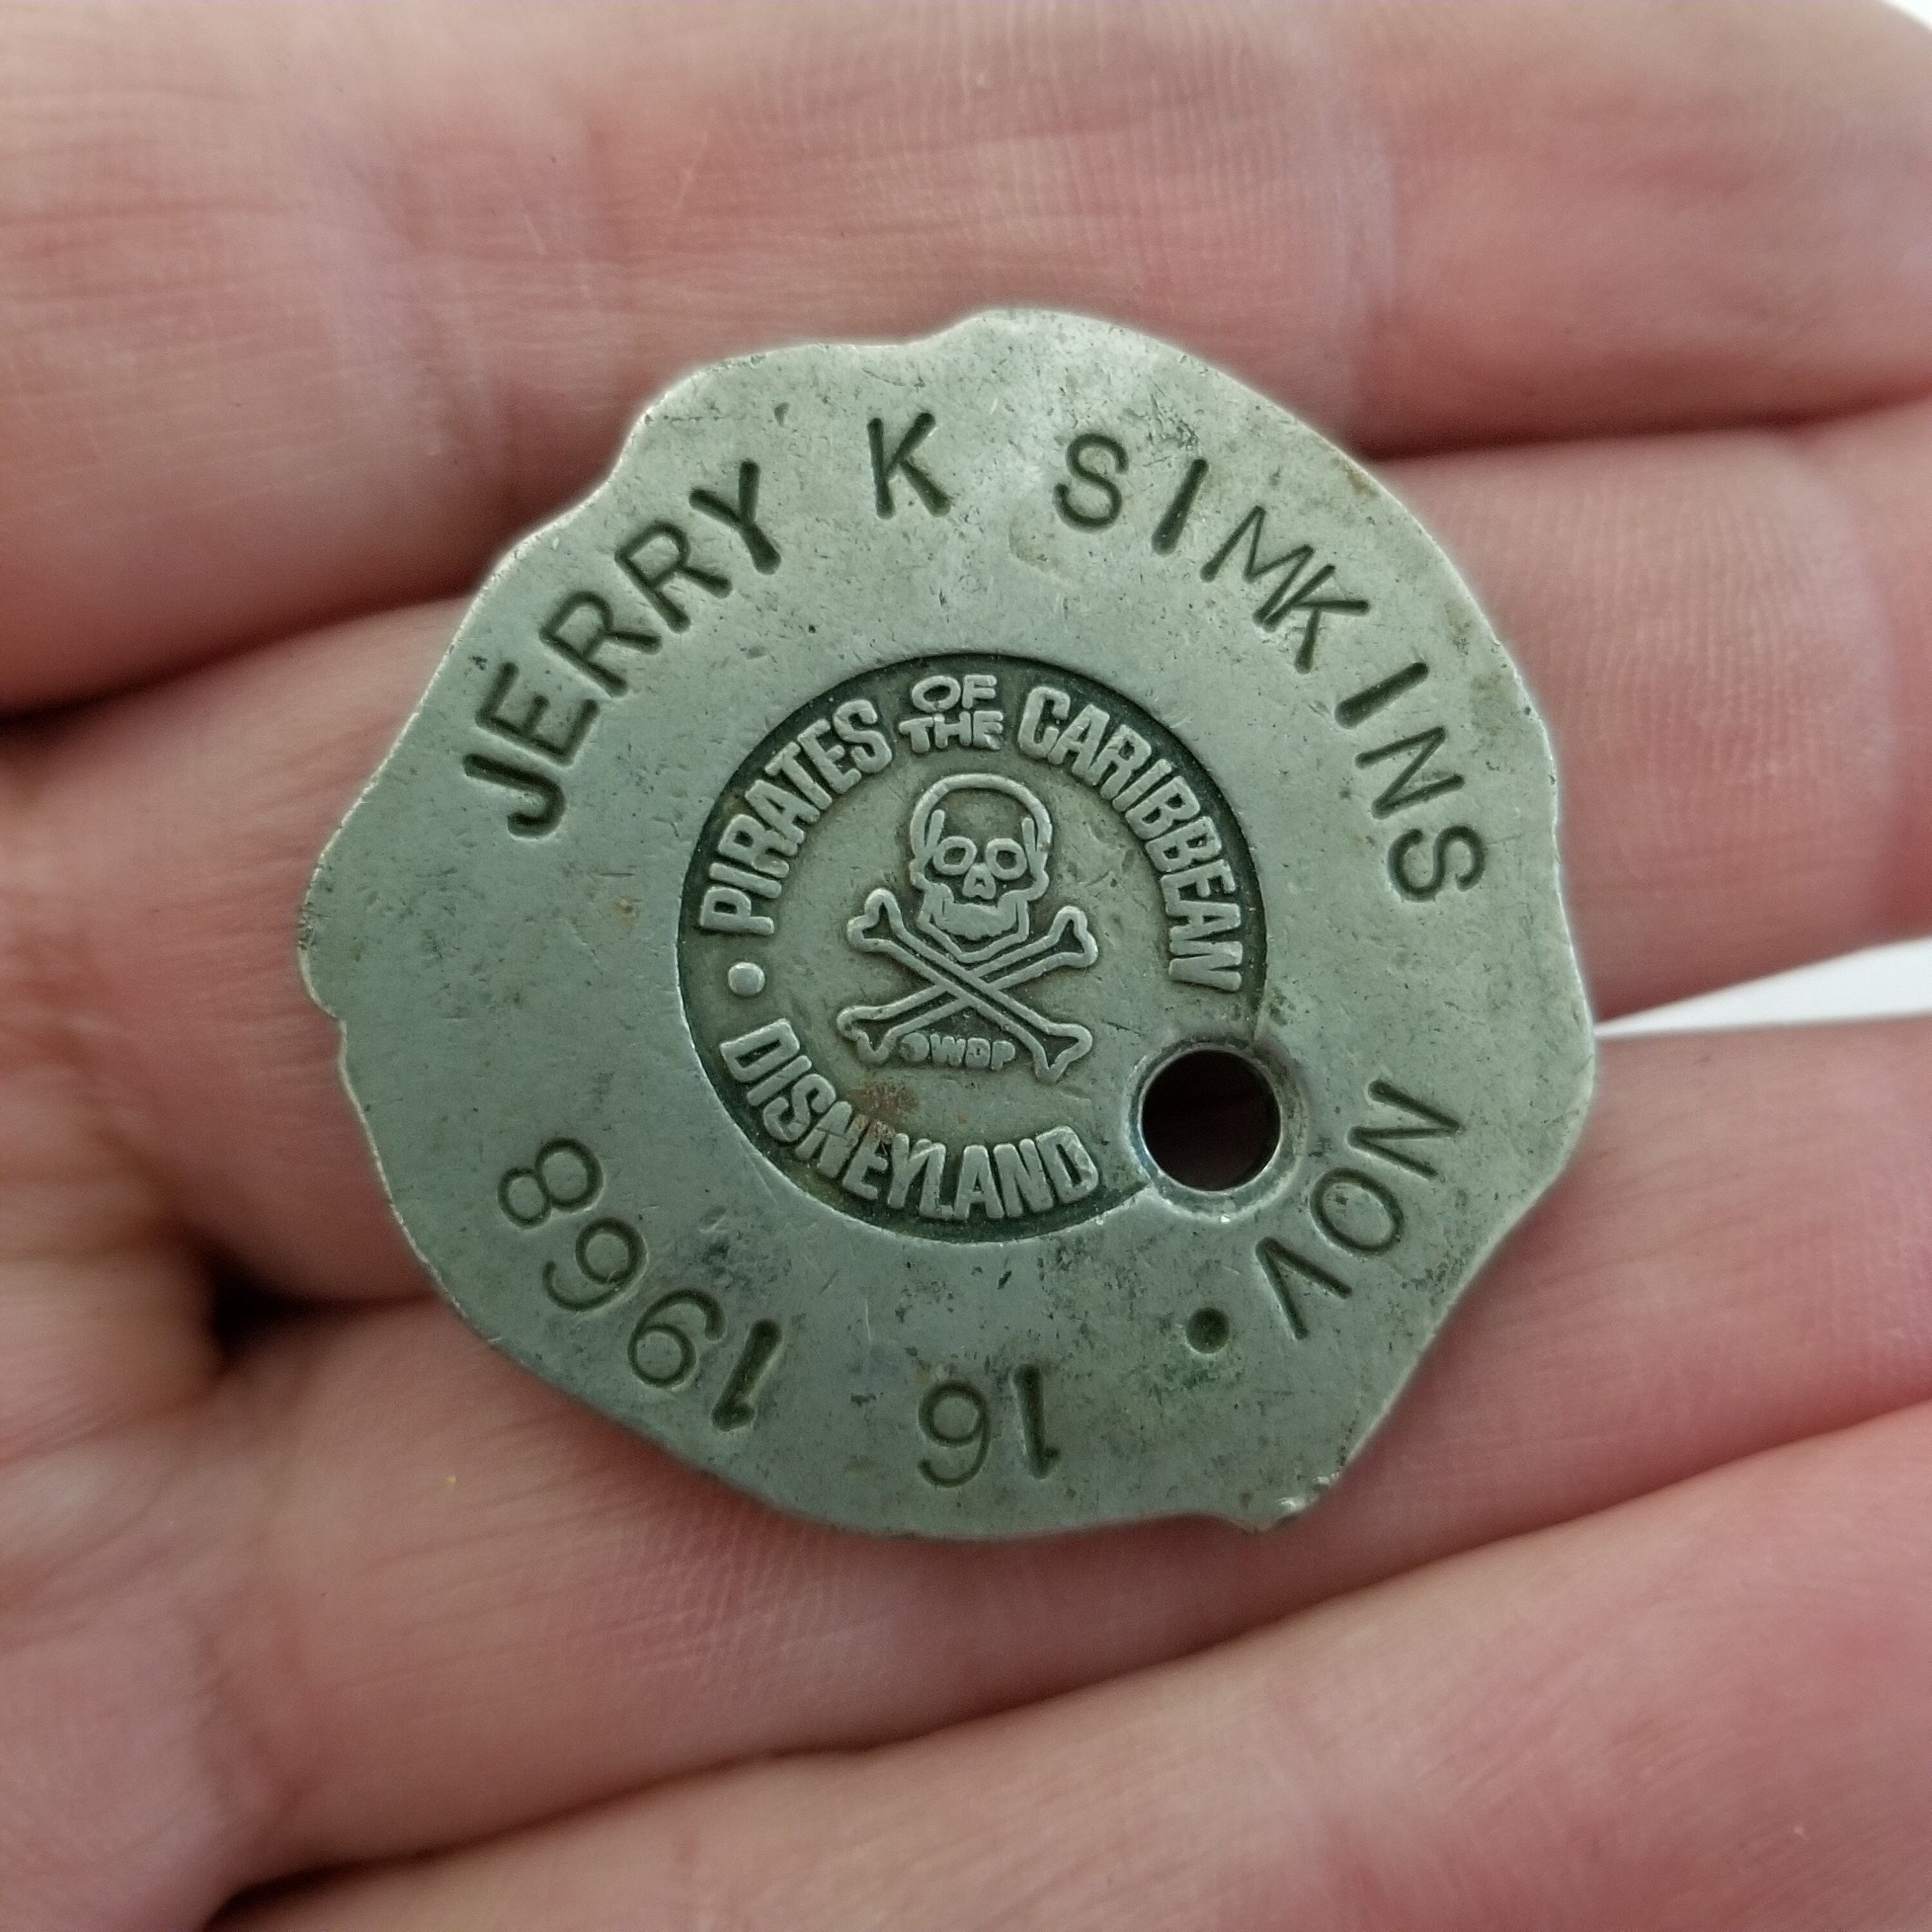 JERRY K SIMKINS
NOV. 16 1968
PIRATES OF THE CARIBBEAN
©WDP
• DISNEYLAND